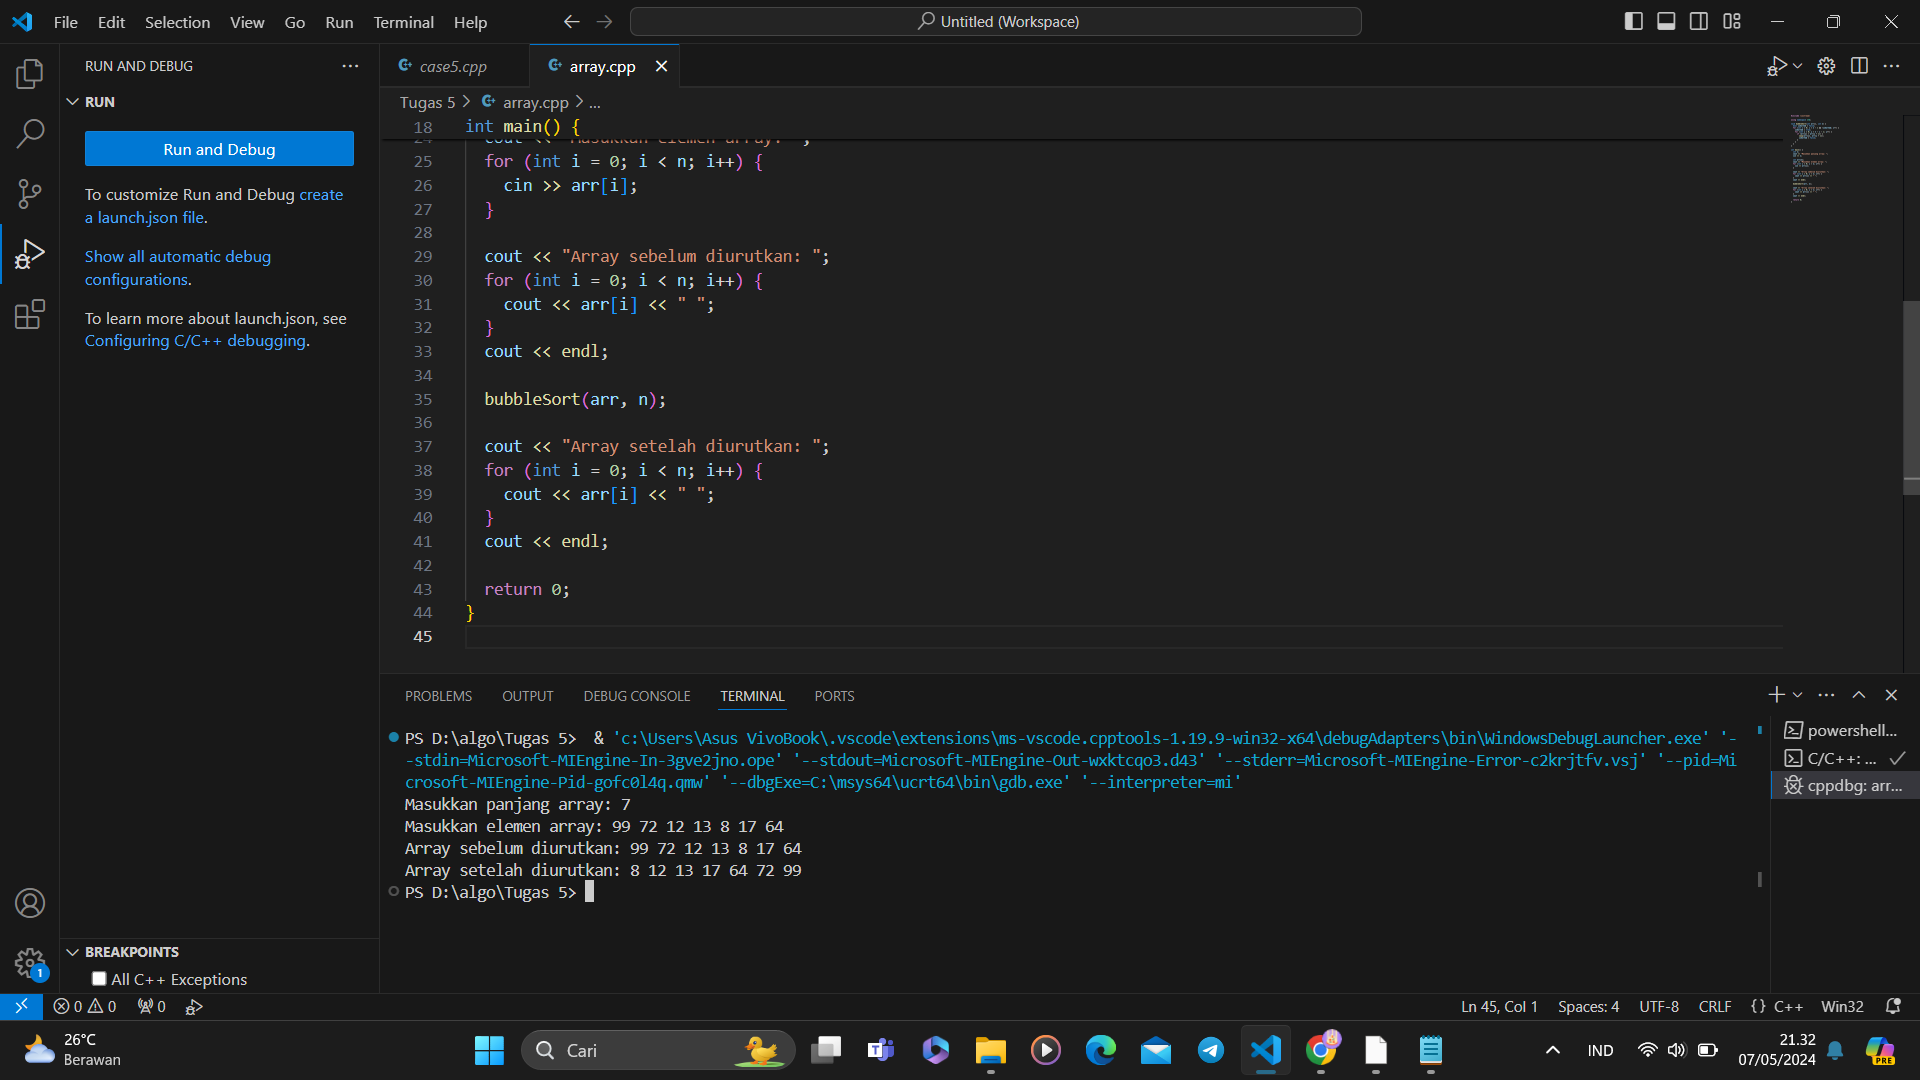 File Edit Selection View Go Run Terminal Help
Untitled (Workspace)
RUN AND DEBUG
RUN
Run and Debug
To customize Run and Debug create
a launch.json file.
Show all automatic debug
configurations.
To learn more about launch.json, see
Configuring C/C++ debugging.
case5.cpp
array.cpp
Tugas 5 > array.cpp > ...
18 int main() {
cout << "Masukkan elemen array: ";
25 for (int i = 0; i < n; i++) {
26 cin >> arr[i];
27 }
28
29 cout << "Array sebelum diurutkan: ";
30 for (int i = 0; i < n; i++) {
31 cout << arr[i] << " ";
32 }
33 cout << endl;
34
35 bubbleSort(arr, n);
36
37 cout << "Array setelah diurutkan: ";
38 for (int i = 0; i < n; i++) {
39 cout << arr[i] << " ";
40 }
41 cout << endl;
42
43 return 0;
44 }
45
PROBLEMS OUTPUT DEBUG CONSOLE TERMINAL PORTS
PS D:\algo\Tugas 5> & 'c:\Users\Asus VivoBook\.vscode\extensions\ms-vscode.cpptools-1.19.9-win32-x64\debugAdapters\bin\WindowsDebugLauncher.exe' '-
-stdin=Microsoft-MIEngine-In-3gve2jno.ope' '--stdout=Microsoft-MIEngine-Out-wxktcqo3.d43' '--stderr=Microsoft-MIEngine-Error-c2krjtfv.vsj' '--pid=Mi
crosoft-MIEngine-Pid-gofc0l4q.qmw' '--dbgExe=C:\msys64\ucrt64\bin\gdb.exe' '--interpreter=mi'
Masukkan panjang array: 7
Masukkan elemen array: 99 72 12 13 8 17 64
Array sebelum diurutkan: 99 72 12 13 8 17 64
Array setelah diurutkan: 8 12 13 17 64 72 99
PS D:\algo\Tugas 5>
powershell...
C/C++: ...
cppdbg: arr...
BREAKPOINTS
All C++ Exceptions
1
0 0 0
Ln 45, Col 1 Spaces: 4 UTF-8 CRLF {} C++ Win32
26°C
Berawan
Cari
IND
21.32
07/05/2024
PRE